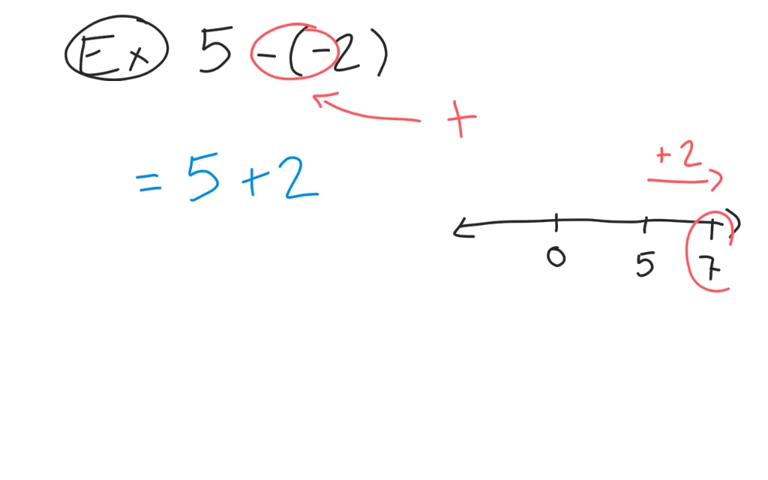 Ex 5 -(-2)
+
= 5 + 2
+2
0 5 7